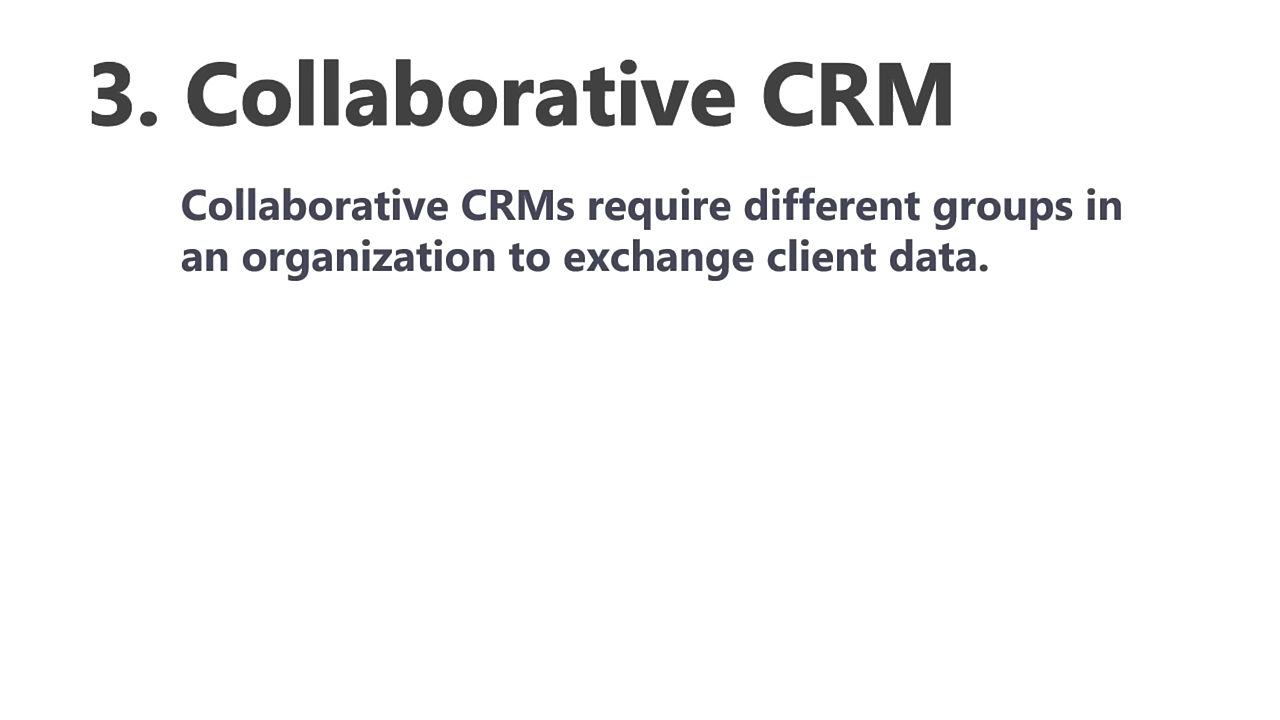 3. Collaborative CRM
Collaborative CRMs require different groups in
an organization to exchange client data.